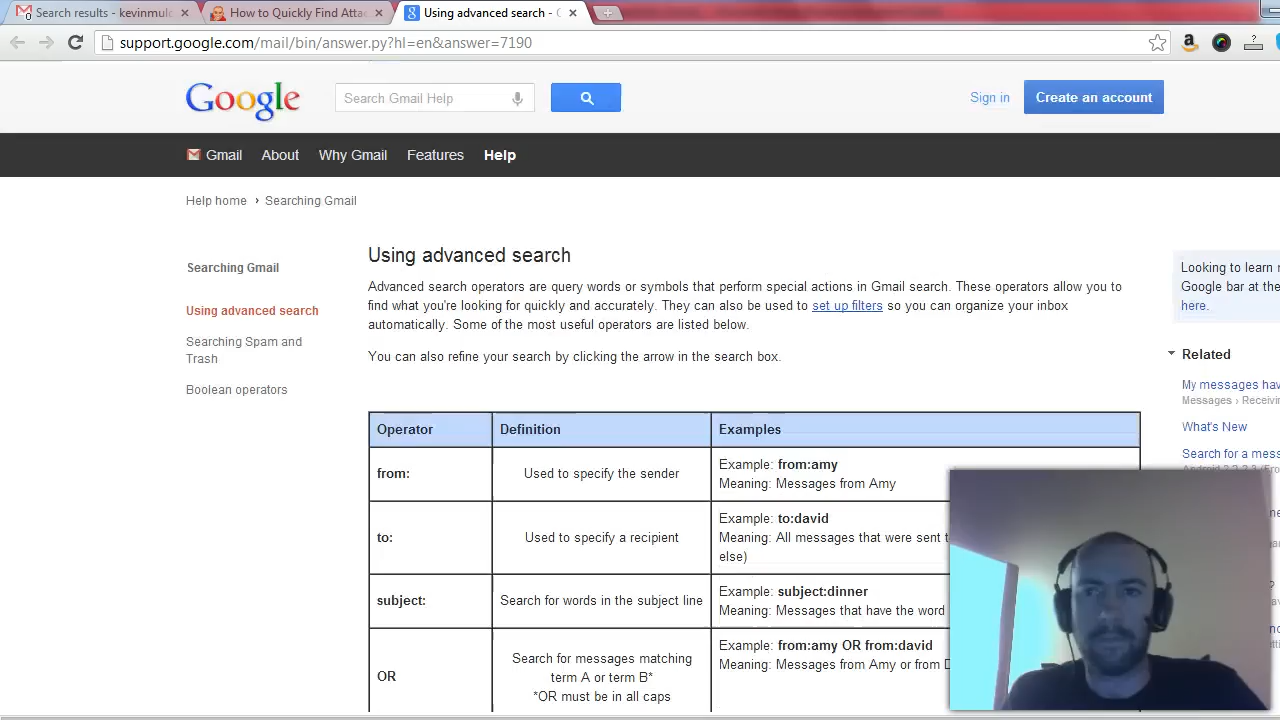 Search results - kevinmuld
How to Quickly Find Attac
Using advanced search - G
support.google.com/mail/bin/answer.py?hl=en&answer=7190
Google
Search Gmail Help
Sign in
Create an account
Gmail About Why Gmail Features Help
Help home › Searching Gmail
Searching Gmail
Using advanced search
Searching Spam and
Trash
Boolean operators
Using advanced search
Advanced search operators are query words or symbols that perform special actions in Gmail search. These operators allow you to
find what you're looking for quickly and accurately. They can also be used to set up filters so you can organize your inbox
automatically. Some of the most useful operators are listed below.
You can also refine your search by clicking the arrow in the search box.
Operator Definition Examples
from: Used to specify the sender
Example: from:amy
Meaning: Messages from Amy
to: Used to specify a recipient
Example: to:david
Meaning: All messages that were sent t
else)
subject: Search for words in the subject line
Example: subject:dinner
Meaning: Messages that have the word
OR
Search for messages matching
term A or term B*
*OR must be in all caps
Example: from:amy OR from:david
Meaning: Messages from Amy or from D
Looking to learn
Google bar at the
here.
Related
My messages hav
Messages › Receivin
What's New
Search for a mess